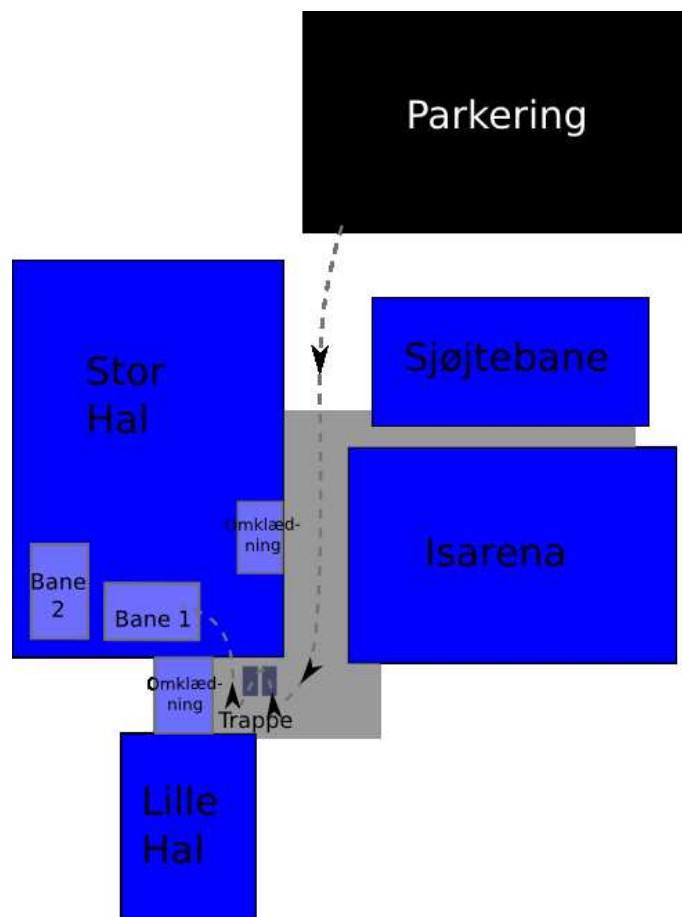 Parkering
Sjøjtebane
Stor
Hal
Omklæd-
ning
Isarena
Bane
2
Bane 1
Omklæd-
ning
Trappe
Lille
Hal